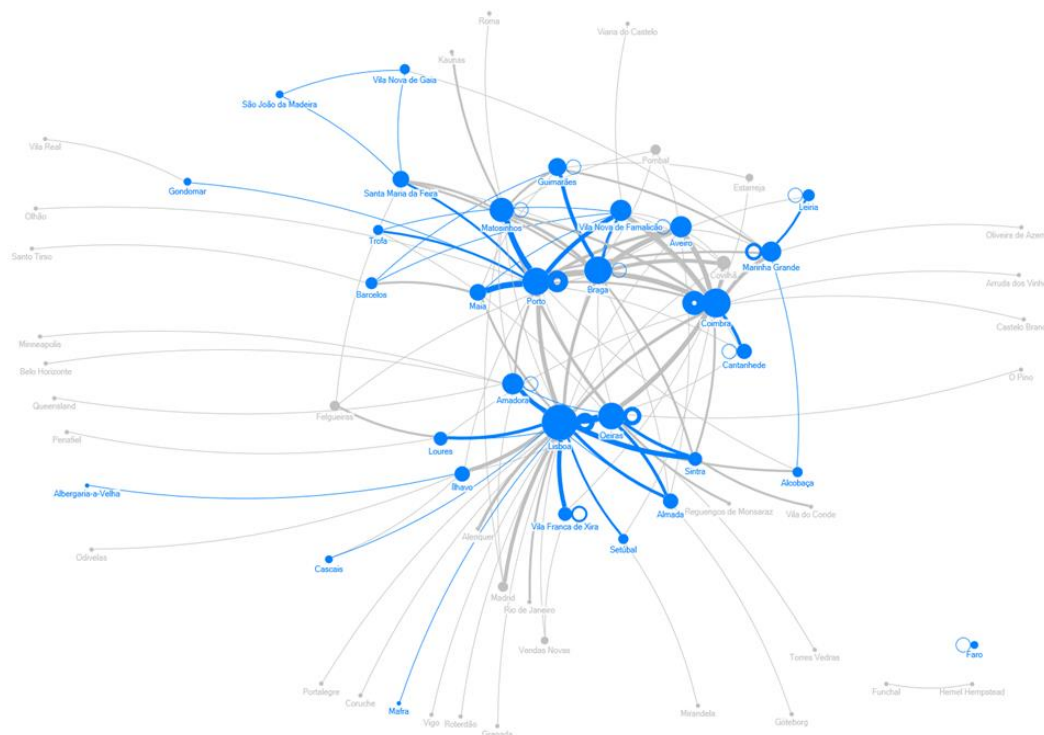 Roma
Viana do Castelo
Kaunas
Vila Nova de Gaia
São João da Madeira
Vila Real
Pombal
Estarreja
Guimarães
Gondomar
Santa Maria da Feira
Leiria
Olhão
Matosinhos
Vila Nova de Famalicão
Aveiro
Trofa
Oliveira de Azem
Santo Tirso
Marinha Grande
Covilhã
Barcelos
Maia
Porto
Braga
Arruda dos Vinho
Coimbra
Castelo Branc
Minneapolis
Cantanhede
Belo Horizonte
O Pino
Queensland
Amadora
Felgueiras
Penafiel
Lisboa
Oeiras
Loures
Sintra
Alcobaça
Ílhavo
Albergaria-a-Velha
Almada
Reguengos de Monsaraz
Vila do Conde
Vila Franca de Xira
Alenquer
Setúbal
Odivelas
Cascais
Madrid
Rio de Janeiro
Vendas Novas
Torres Vedras
Faro
Portalegre
Coruche
Funchal
Hemel Hempstead
Mafra
Vigo
Roterdão
Granada
Mirandela
Göteborg